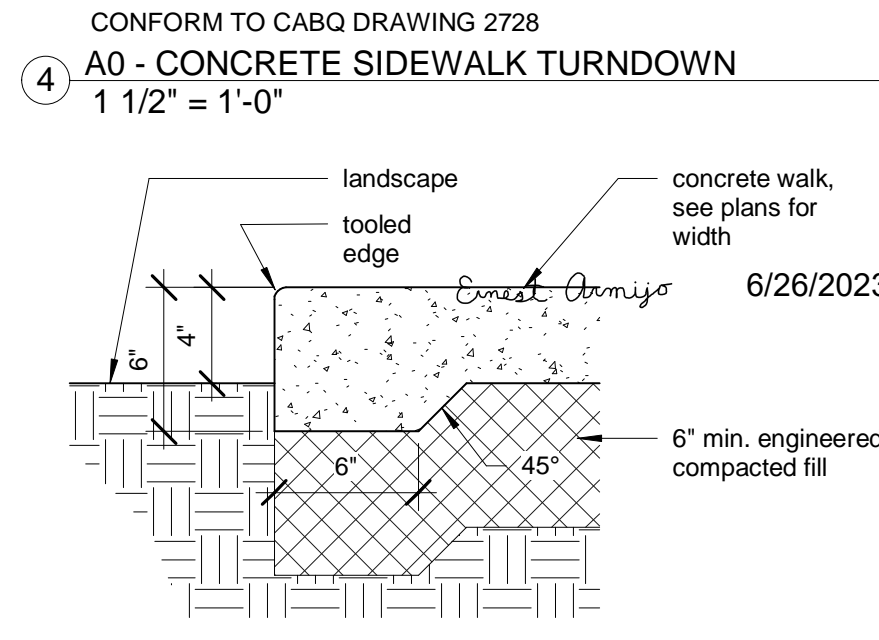 CONFORM TO CABQ DRAWING 2728
4
A0 - CONCRETE SIDEWALK TURNDOWN
1 1/2" = 1'-0"
landscape
tooled
edge
concrete walk,
see plans for
width
Ernest Armijo
6/26/2023
6"
4"
6"
45°
6" min. engineered
compacted fill